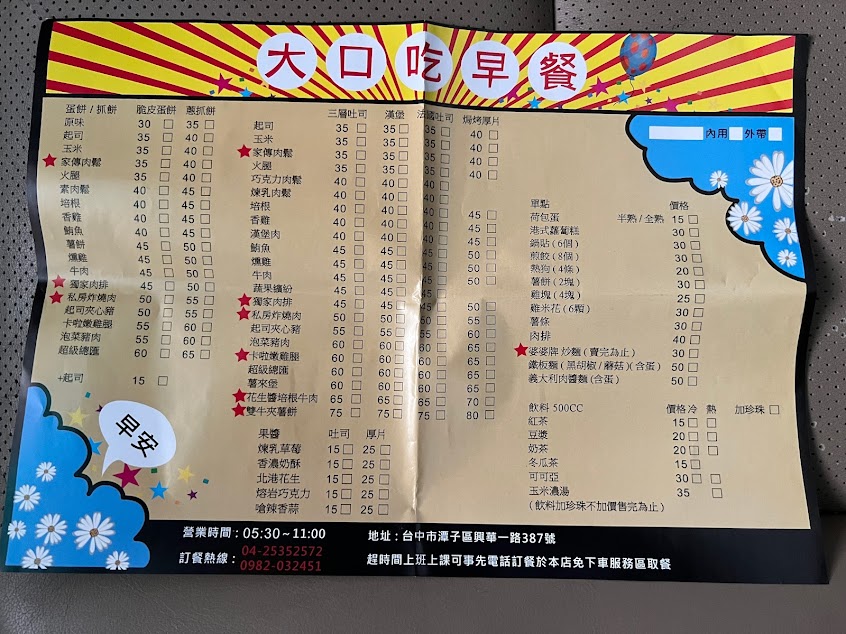 大口吃早餐
內用 外帶
蛋餅 / 抓餅 脆皮蛋餅 蔥抓餅
原味 30 35
起司 35 40
玉米 35 40
家傳肉鬆 35 40
火腿 35 40
素肉鬆 40 45
培根 40 45
香雞 40 45
鮪魚 40 45
薯餅 45 50
燻雞 45 50
牛肉 45 50
獨家肉排 45 50
私房炸燒肉 50 55
起司夾心豬 50 55
卡啦嫩雞腿 55 60
泡菜豬肉 55 60
超級總匯 60 65
+起司 15
早安
三層吐司 漢堡 法國吐司 焗烤厚片
起司 35 35 35 40
玉米 35 35 35 40
家傳肉鬆 35 35 35 40
火腿 35 35 35 40
巧克力肉鬆 40 40 40
煉乳肉鬆 40 40 40
培根 40 40 40 45
香雞 40 40 40 45
漢堡肉 40 40 40 45
鮪魚 45 45 45 50
燻雞 45 45 45 50
牛肉 45 45 45 50
蔬果繽紛 45 45 45
獨家肉排 45 45 45 50
私房炸燒肉 50 50 50 55
起司夾心豬 55 55 55 60
泡菜豬肉 55 55 55 60
卡啦嫩雞腿 60 60 60 65
超級總匯 60 60 60 65
薯來堡 60 60 60 65
花生醬培根牛肉 65 65 65 70
雙牛夾薯餅 75 75 75 80
果醬 吐司 厚片
煉乳草莓 15 25
香濃奶酥 15 25
北港花生 15 25
熔岩巧克力 15 25
嗆辣香蒜 15 25
單點 價格
荷包蛋 半熟 / 全熟 15
港式蘿蔔糕 30
鍋貼 ( 6個 ) 30
煎餃 ( 8個 ) 30
熱狗 ( 4條 ) 20
薯餅 ( 2塊 ) 30
雞塊 ( 4塊 ) 25
雞米花 ( 6顆 ) 30
薯條 30
肉排 40
婆婆牌 炒麵 ( 賣完為止 ) 30
鐵板麵 ( 黑胡椒 / 蘑菇 )( 含蛋 ) 50
義大利肉醬麵 (含蛋) 50
飲料 500CC 價格 冷 熱 加珍珠
紅茶 15
豆漿 15
奶茶 20
冬瓜茶 15
可可亞 30
玉米濃湯 35
( 飲料加珍珠不加價售完為止 )
營業時間 : 05:30 ~ 11:00
訂餐熱線 : 04-25352572
0982-032451
地址 : 台中市潭子區興華一路387號
趕時間上班上課可事先電話訂餐於本店免下車服務區取餐